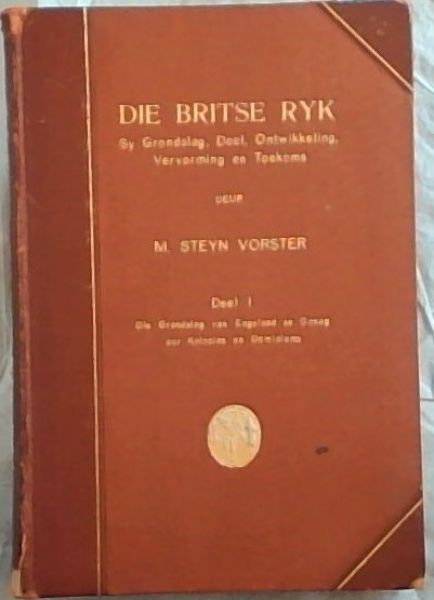 DIE BRITSE RYK
Sy Grondslag, Doel, Ontwikkeling,
Vervorming en Toekoms
DEUR
M. STEYN VORSTER
Deel I
Die Grondslag van Engeland se Gesag
oor Kolonies en Dominiums